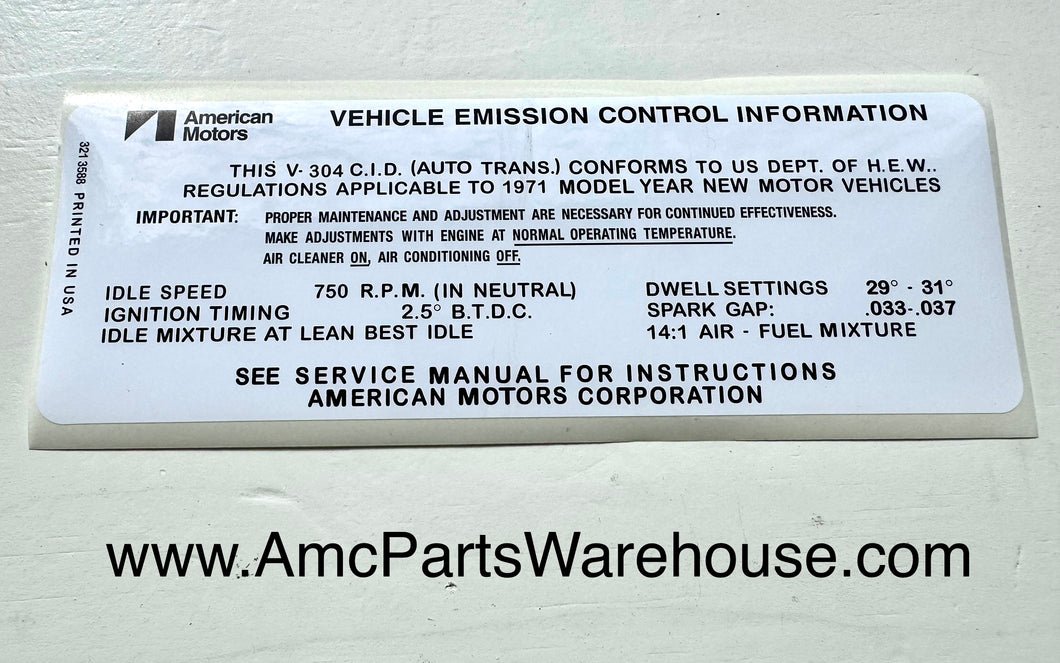 American
Motors
VEHICLE EMISSION CONTROL INFORMATION
THIS V- 304 C.I.D. (AUTO TRANS.) CONFORMS TO US DEPT. OF H.E.W..
REGULATIONS APPLICABLE TO 1971 MODEL YEAR NEW MOTOR VEHICLES
IMPORTANT: PROPER MAINTENANCE AND ADJUSTMENT ARE NECESSARY FOR CONTINUED EFFECTIVENESS.
MAKE ADJUSTMENTS WITH ENGINE AT NORMAL OPERATING TEMPERATURE.
AIR CLEANER ON, AIR CONDITIONING OFF.
321 3588 PRINTED IN USA
IDLE SPEED 750 R.P.M. (IN NEUTRAL) DWELL SETTINGS 29° - 31°
IGNITION TIMING 2.5° B.T.D.C. SPARK GAP: .033-.037
IDLE MIXTURE AT LEAN BEST IDLE 14:1 AIR - FUEL MIXTURE
SEE SERVICE MANUAL FOR INSTRUCTIONS
AMERICAN MOTORS CORPORATION
www.AmcPartsWarehouse.com